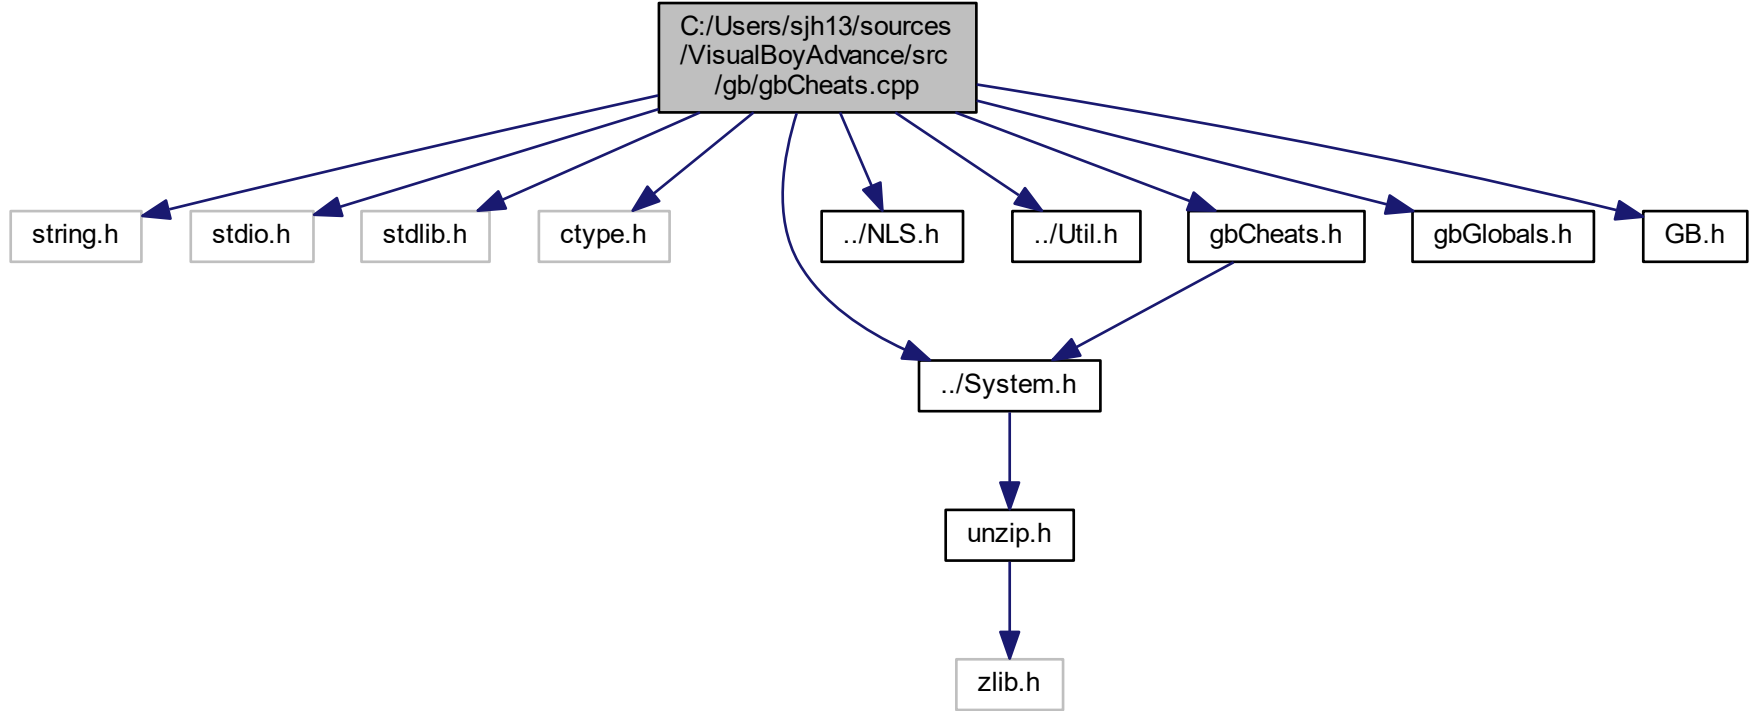 C:/Users/sjh13/sources
/VisualBoyAdvance/src
/gb/gbCheats.cpp
string.h
stdio.h
stdlib.h
ctype.h
../NLS.h
../Util.h
gbCheats.h
gbGlobals.h
GB.h
../System.h
unzip.h
zlib.h